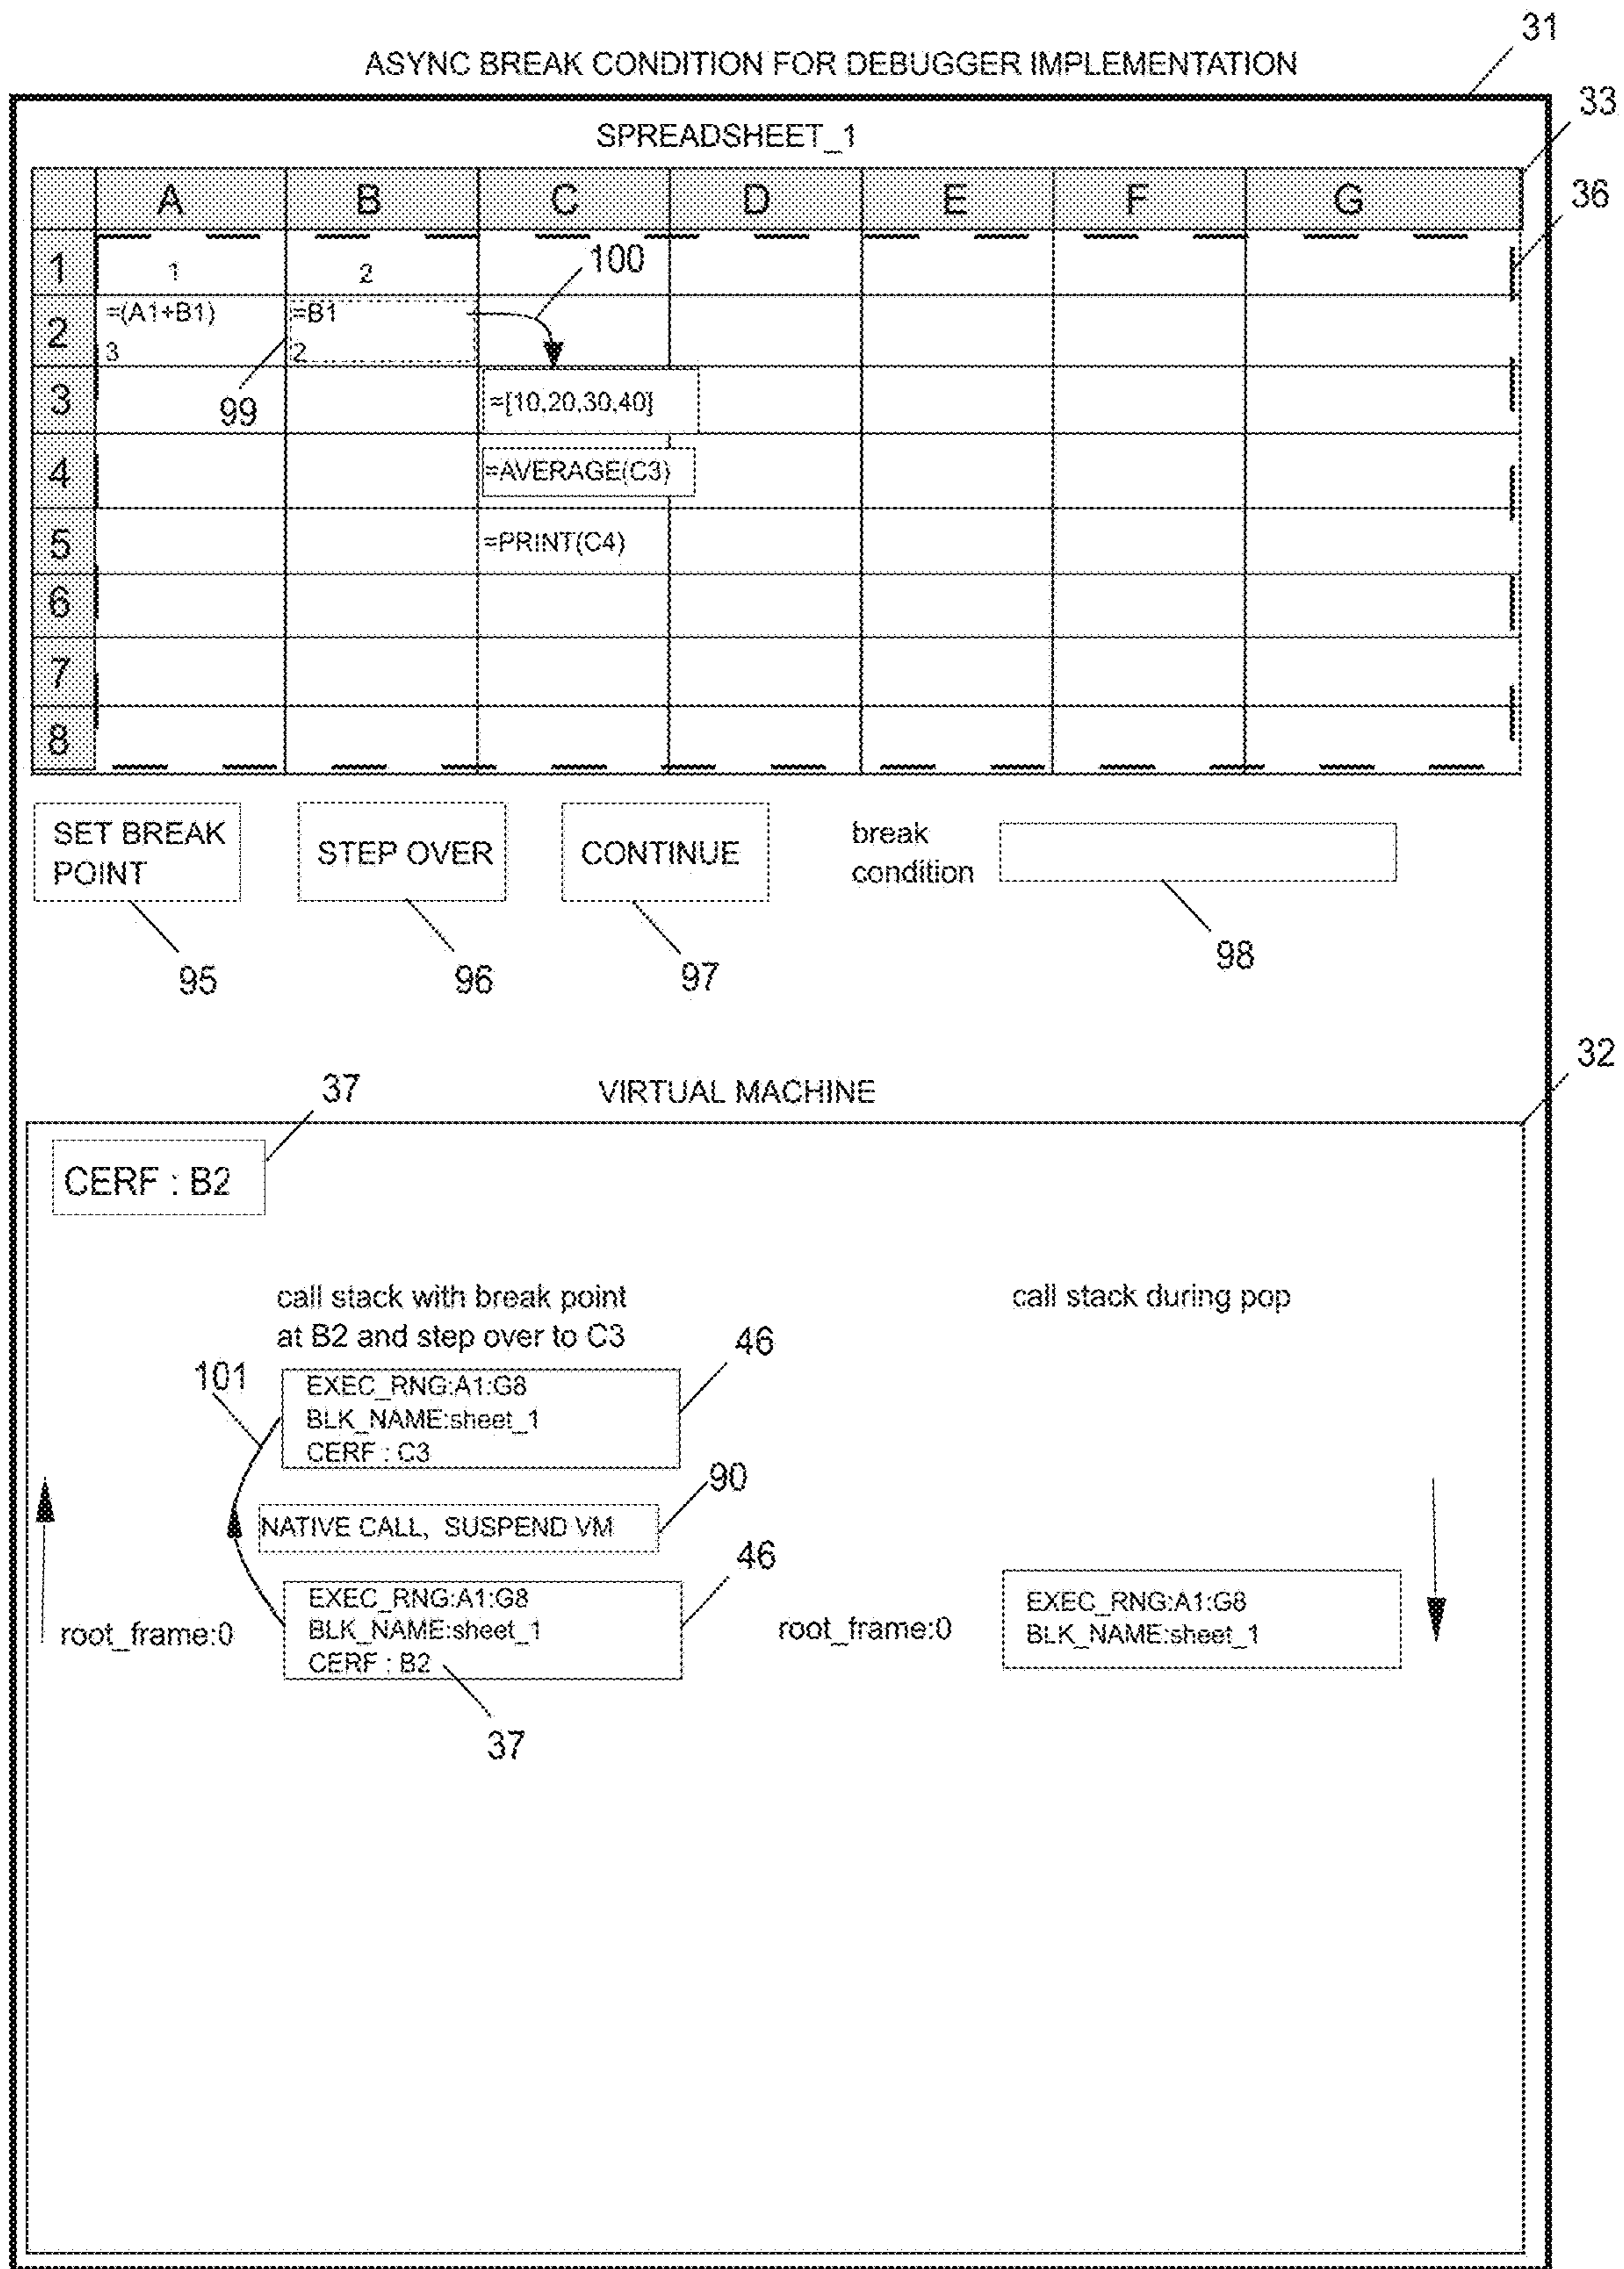 31
ASYNC BREAK CONDITION FOR DEBUGGER IMPLEMENTATION
33
SPREADSHEET_1
A B C D E F G
36
1 1 2 100
2 =(A1+B1) =B1
3 2
3 99 =[10,20,30,40]
4 =AVERAGE(C3)
5 =PRINT(C4)
6
7
8
SET BREAK
POINT
STEP OVER
CONTINUE
break
condition
95
96
97
98
32
37
VIRTUAL MACHINE
CERF : B2
call stack with break point
at B2 and step over to C3
call stack during pop
46
101
EXEC_RNG:A1:G8
BLK_NAME:sheet_1
CERF : C3
90
NATIVE CALL, SUSPEND VM
46
root_frame:0
EXEC_RNG:A1:G8
BLK_NAME:sheet_1
CERF : B2
37
root_frame:0
EXEC_RNG:A1:G8
BLK_NAME:sheet_1